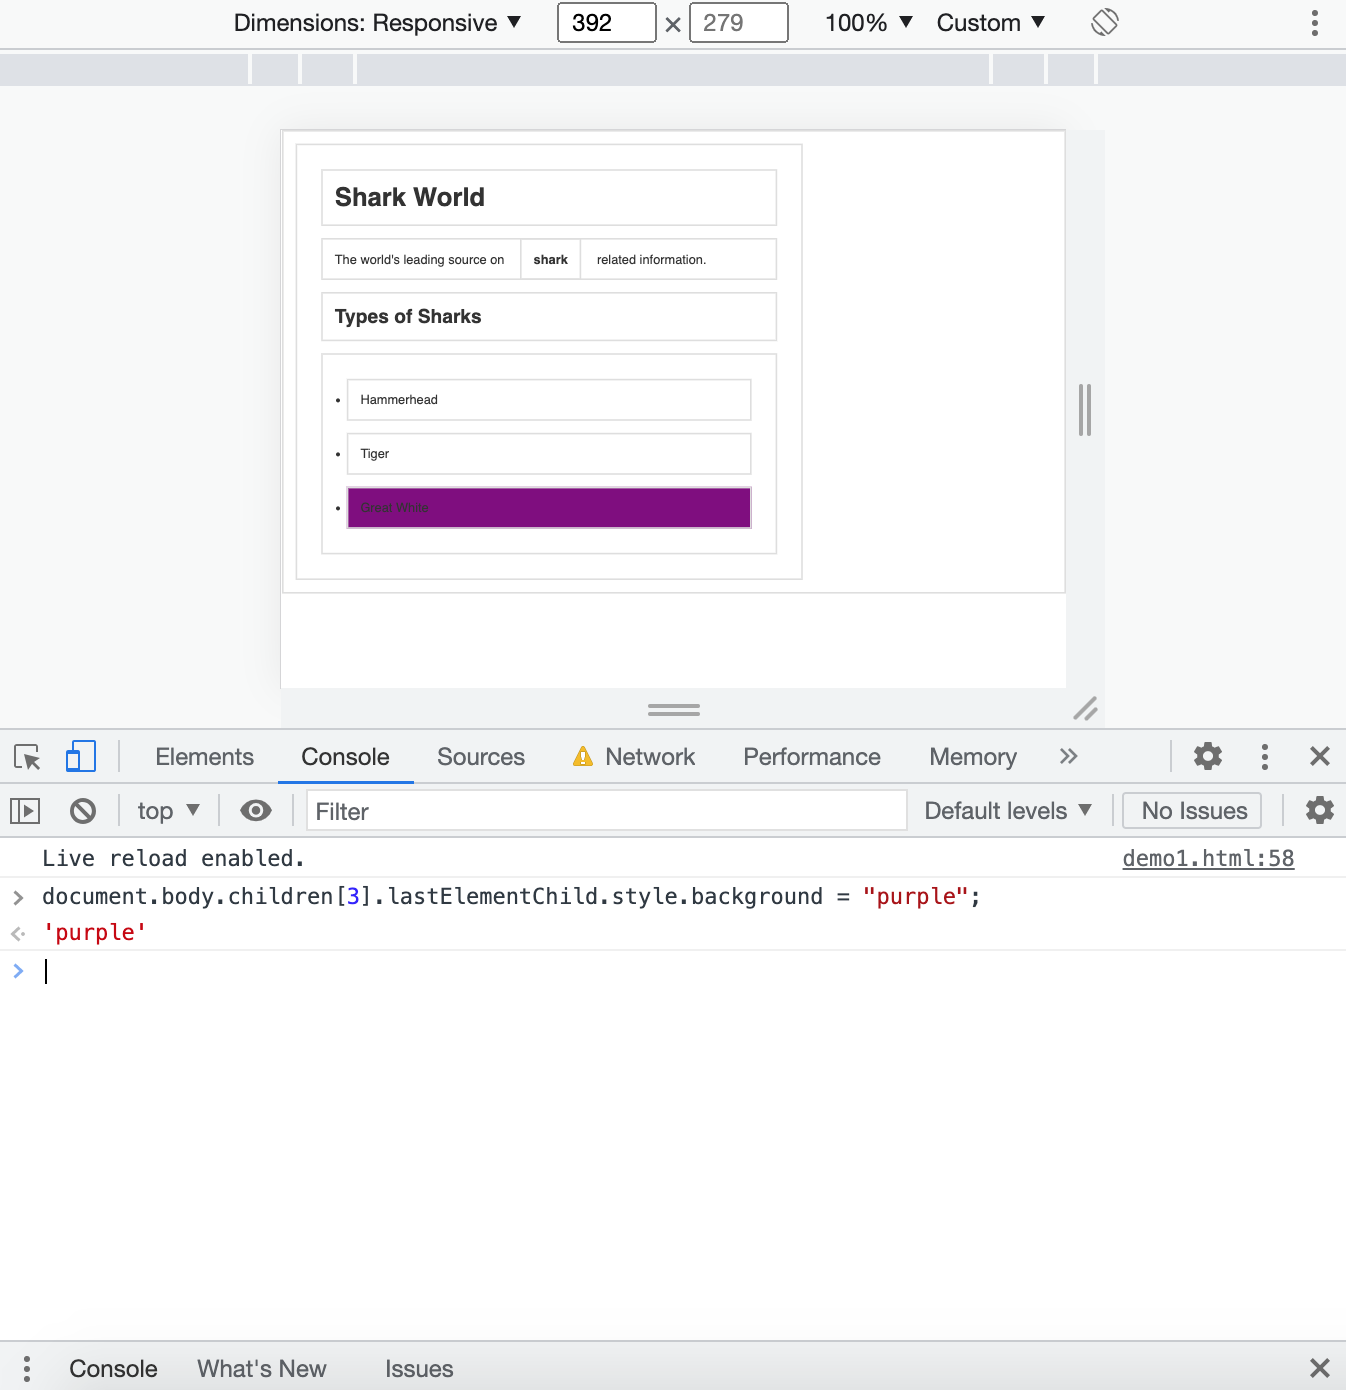 Dimensions: Responsive ▼ 392 × 279 100% ▼ Custom ▼
Shark World
The world's leading source on shark related information.
Types of Sharks
• Hammerhead
• Tiger
• Great White
Elements Console Sources Network Performance Memory »
top ▼ Filter Default levels ▼ No Issues
Live reload enabled. demo1.html:58
> document.body.children[3].lastElementChild.style.background = "purple";
'purple'
>
Console What's New Issues